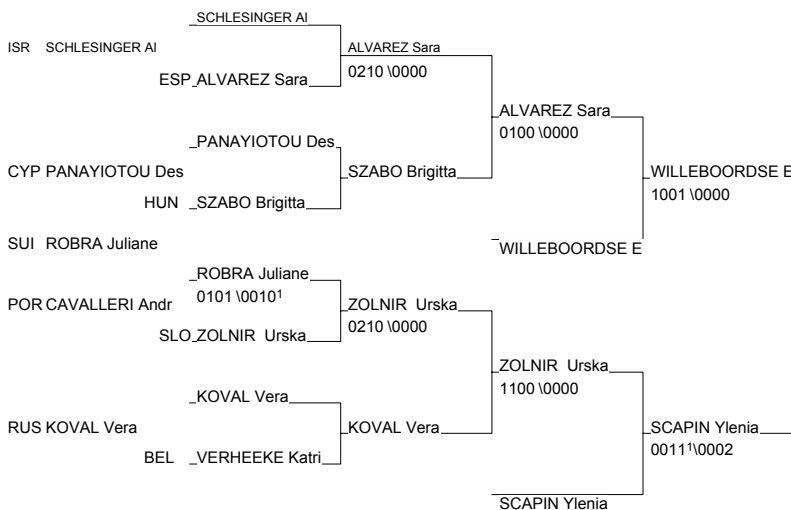 SCHLESINGER Al
ISR SCHLESINGER Al
ALVAREZ Sara
0210 \0000
ESP ALVAREZ Sara
ALVAREZ Sara
0100 \0000
PANAYIOTOU Des
CYP PANAYIOTOU Des
SZABO Brigitta
WILLEBOORDSE E
1001 \0000
HUN SZABO Brigitta
SUI ROBRA Juliane
WILLEBOORDSE E
ROBRA Juliane
0101 \0010¹
POR CAVALLERI Andr
ZOLNIR Urska
0210 \0000
SLO ZOLNIR Urska
ZOLNIR Urska
1100 \0000
KOVAL Vera
RUS KOVAL Vera
KOVAL Vera
SCAPIN Ylenia
0011¹\0002
BEL VERHEEKE Katri
SCAPIN Ylenia